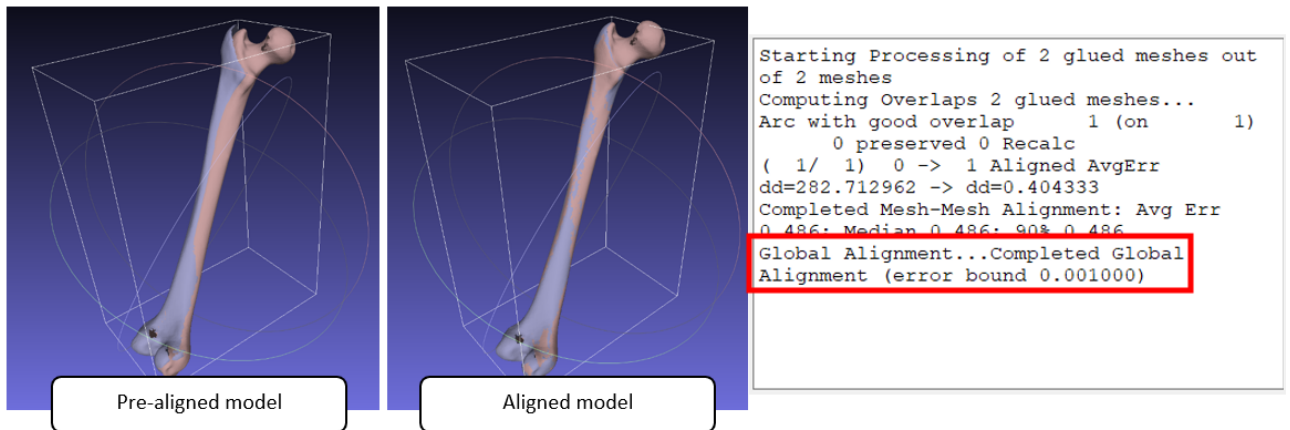 Pre-aligned model
Aligned model
Starting Processing of 2 glued meshes out
of 2 meshes
Computing Overlaps 2 glued meshes...
Arc with good overlap      1 (on      1)
0 preserved 0 Recalc
(  1/  1)  0 ->  1 Aligned AvgErr
dd=282.712962 -> dd=0.404333
Completed Mesh-Mesh Alignment: Avg Err
0.486; Median 0.486; 90% 0.486
Global Alignment...Completed Global
Alignment (error bound 0.001000)